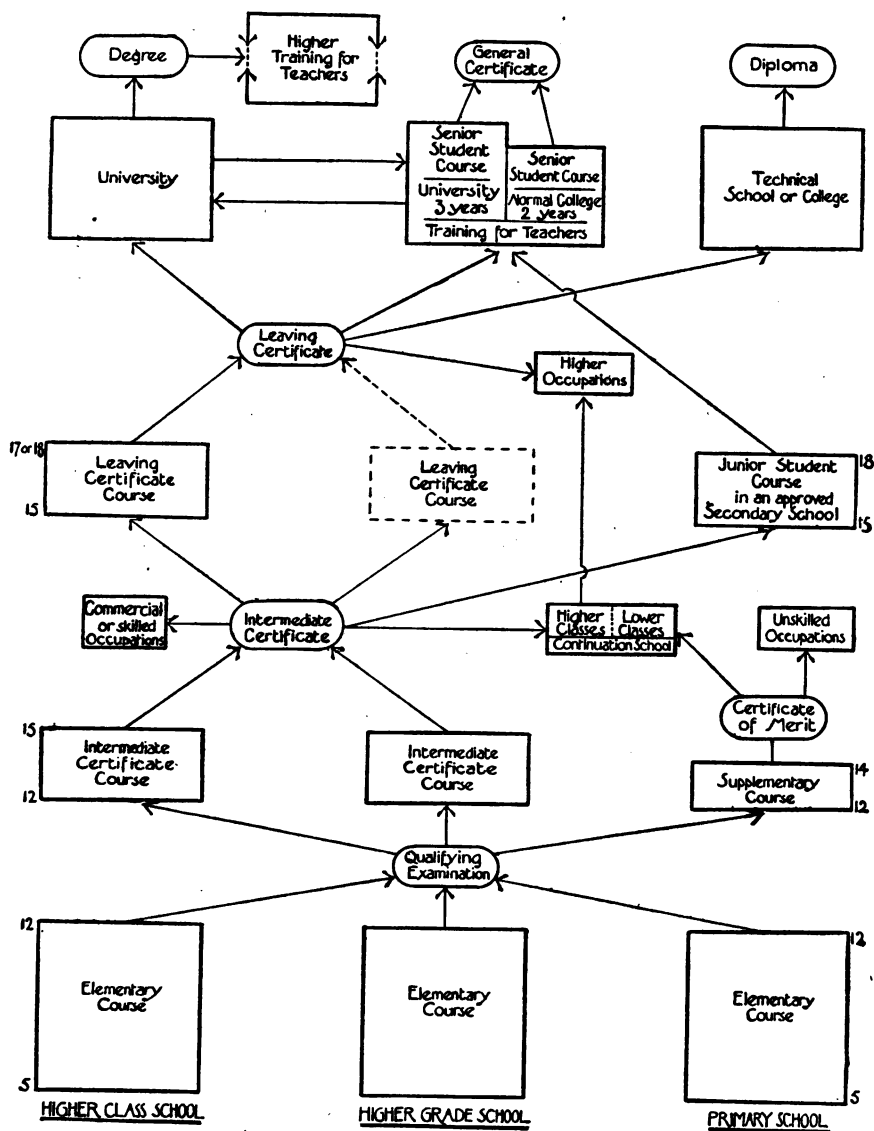 Degree
Higher
Training for
Teachers
General
Certificate
Diploma
University
Senior
Student
Course
University
3 years
Senior
Student Course
Normal College
2 years
Training for Teachers
Technical
School or College
Leaving
Certificate
Higher
Occupations
17 or 18
Leaving
Certificate
Course
15
Leaving
Certificate
Course
Junior Student
Course
in an approved
Secondary School
18
15
Commercial
or skilled
Occupations
Intermediate
Certificate
Higher
Classes
Lower
Classes
Continuation School
Unskilled
Occupations
Certificate
of Merit
15
Intermediate
Certificate
Course
12
Intermediate
Certificate
Course
Supplementary
Course
14
12
Qualifying
Examination
12
Elementary
Course
5
Elementary
Course
12
Elementary
Course
5
HIGHER CLASS SCHOOL
HIGHER GRADE SCHOOL
PRIMARY SCHOOL